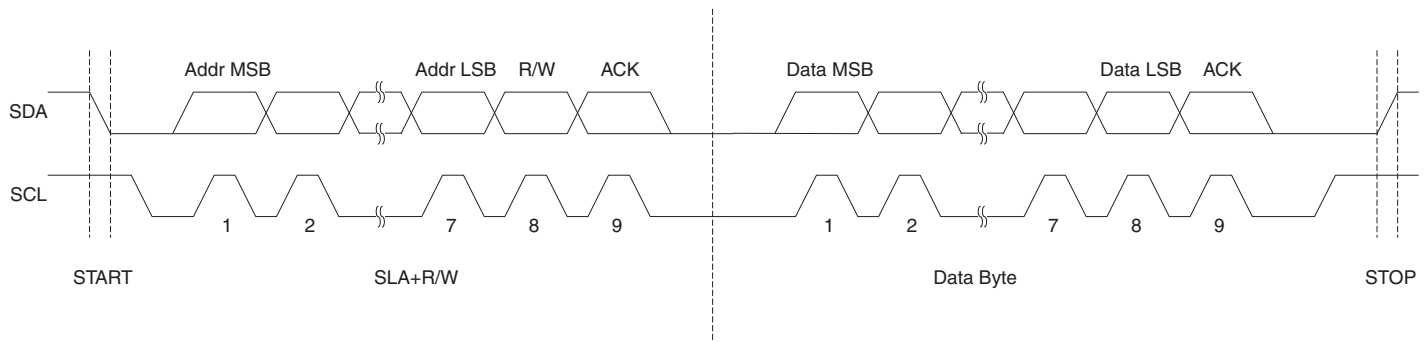 Addr MSB Addr LSB R/W ACK Data MSB Data LSB ACK
SDA
SCL
1 2 7 8 9 1 2 7 8 9
START SLA+R/W Data Byte STOP